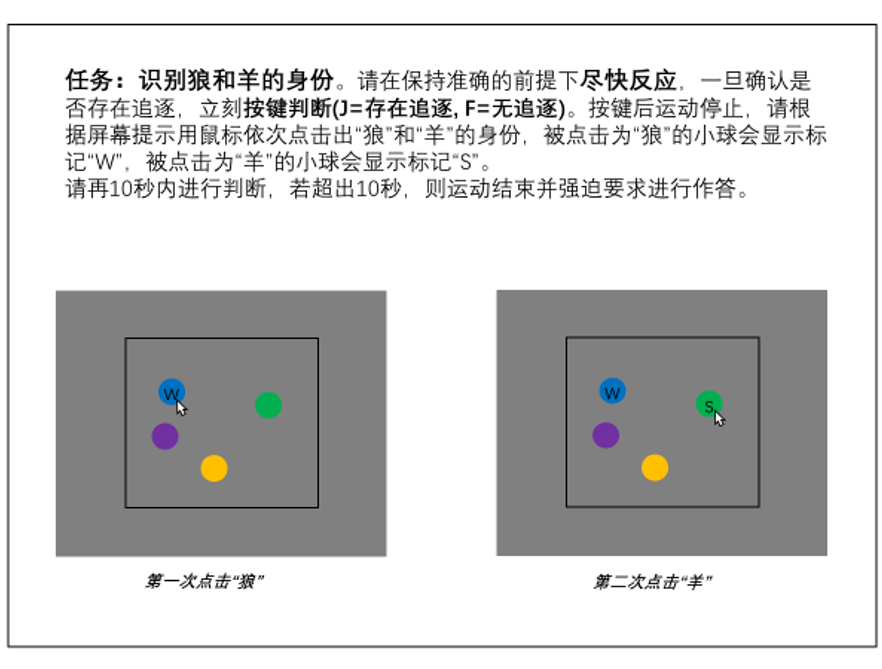 任务：识别狼和羊的身份。请在保持准确的前提下尽快反应，一旦确认是
否存在追逐，立刻按键判断(J=存在追逐, F=无追逐)。按键后运动停止，请根
据屏幕提示用鼠标依次点击出“狼”和“羊”的身份，被点击为“狼”的小球会显示标
记“W”，被点击为“羊”的小球会显示标记“S”。
请再10秒内进行判断，若超出10秒，则运动结束并强迫要求进行作答。
W
W
S
第一次点击“狼”
第二次点击“羊”